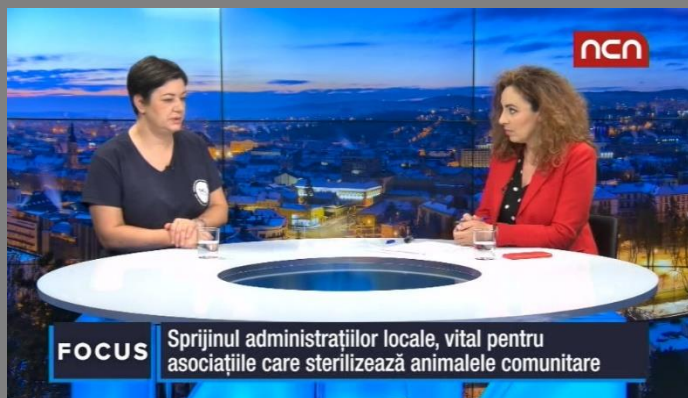 ncn
FOCUS
Sprijinul administrațiilor locale, vital pentru
asociațiile care sterilizează animalele comunitare